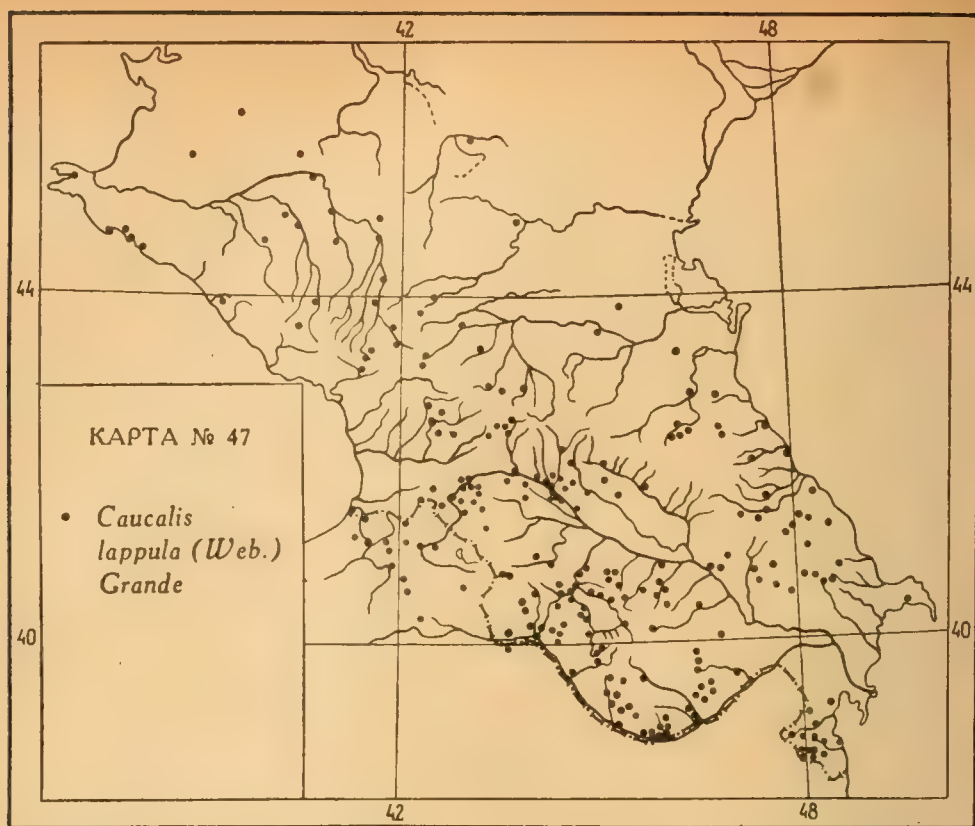 42 48
44 44
КАРТА № 47
Caucalis
lappula (Web.)
Grande
40 40
42 48